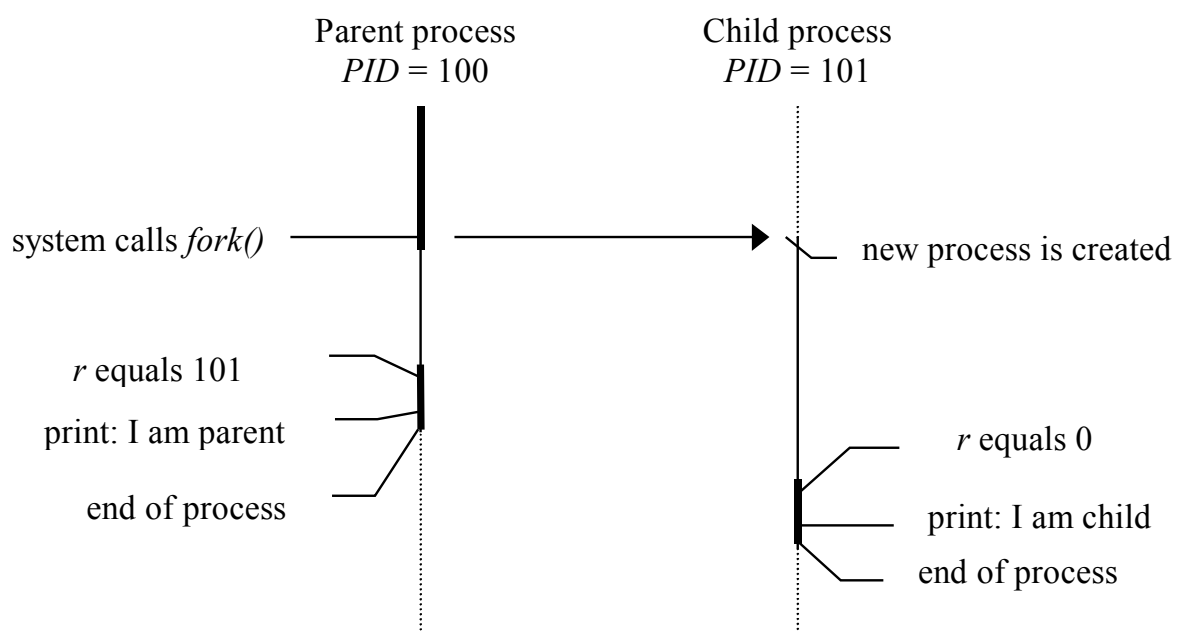 Parent process
PID = 100
Child process
PID = 101
system calls fork()
new process is created
r equals 101
print: I am parent
end of process
r equals 0
print: I am child
end of process